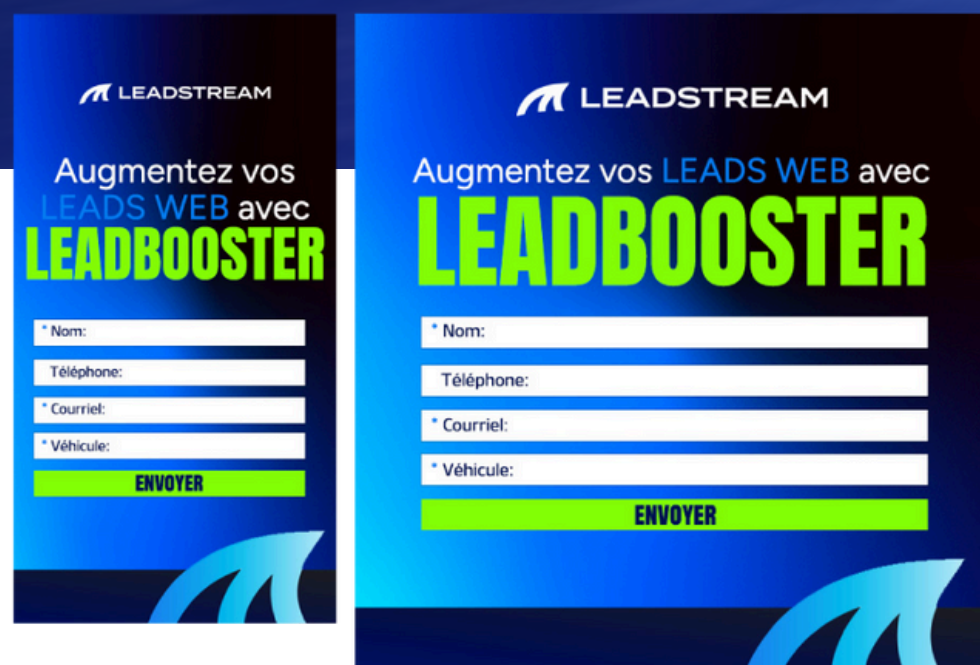 LEADSTREAM
Augmentez vos
LEADS WEB avec
LEADBOOSTER
* Nom:
Téléphone:
* Courriel:
* Véhicule:
ENVOYER
LEADSTREAM
Augmentez vos LEADS WEB avec
LEADBOOSTER
* Nom:
Téléphone:
* Courriel:
* Véhicule:
ENVOYER